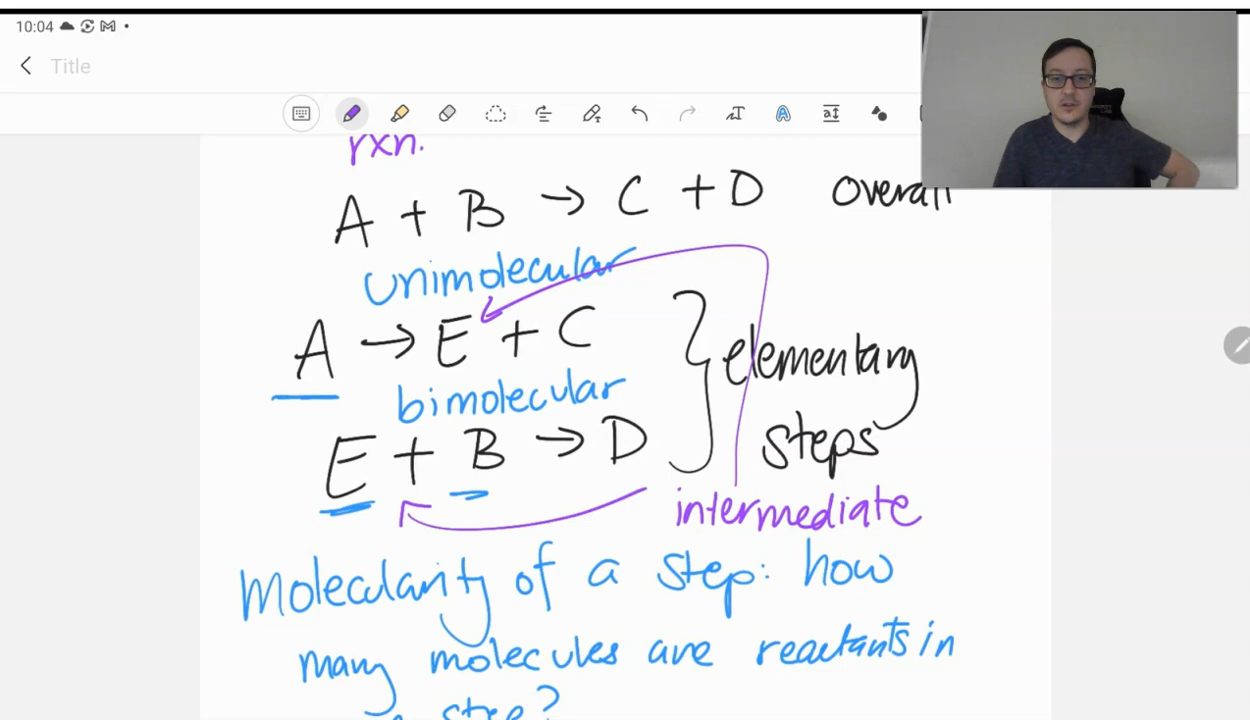 10:04
Title
rxn.
A + B → C + D overall
unimolecular
A → E + C
bimolecular
E + B → D
elementary
steps
intermediate
Molecularity of a step: how
many molecules are reactants in
step?